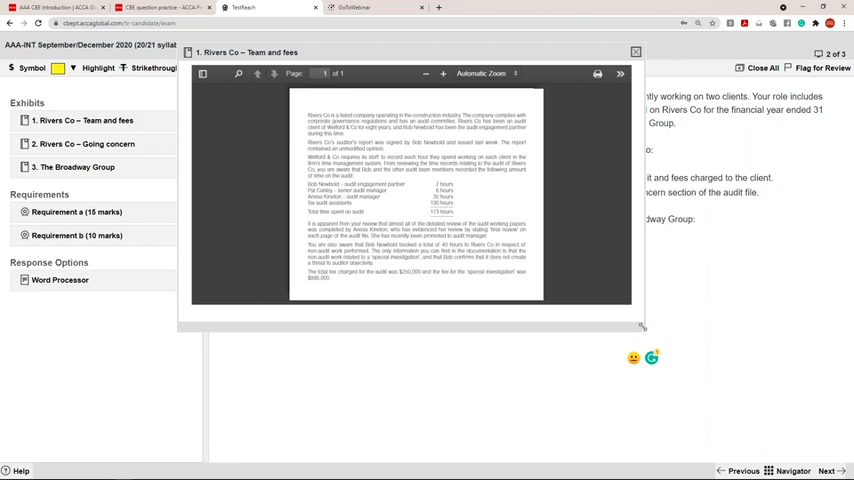 AAA CBE Introduction | ACCA Glo
CBE question practice - ACCA P
TestReach
GoToWebinar
cbept.accaglobal.com/tr-candidate/exam
AAA-INT September/December 2020 (20/21 syllab
2 of 3
Symbol
Highlight
Strikethroug
Close All
Flag for Review
Exhibits
1. Rivers Co – Team and fees
2. Rivers Co – Going concern
3. The Broadway Group
Requirements
Requirement a (15 marks)
Requirement b (10 marks)
Response Options
Word Processor
1. Rivers Co – Team and fees
Page: 1 of 1
Automatic Zoom
Rivers Co is a listed company operating in the construction industry. The company complies with
corporate governance regulations and has an audit committee. Rivers Co has been an audit
client of Welford & Co for eight years, and Bob Newbold has been the audit engagement partner
during this time.
Rivers Co's auditor's report was signed by Bob Newbold and issued last week. The report
contained an unmodified opinion.
Welford & Co requires its staff to record each hour they spend working on each client in the
firm's time management system. From reviewing the time records relating to the audit of Rivers
Co, you are aware that Bob and the other audit team members recorded the following amount
of time on the audit:
Bob Newbold – audit engagement partner 2 hours
Pat Canley – senior audit manager 6 hours
Anesa Kineton – audit manager 35 hours
Six audit assistants 130 hours
Total time spent on audit 173 hours
It is apparent from your review that almost all of the detailed review of the audit working papers
was completed by Anesa Kineton, who has evidenced her review by stating 'final review' on
each page of the audit file. She has recently been promoted to audit manager.
You are also aware that Bob Newbold booked a total of 40 hours to Rivers Co in respect of
non-audit work performed. The only information you can find in the documentation is that the
non-audit work related to a 'special investigation', and that Bob confirms that it does not create
a threat to auditor objectivity.
The total fee charged for the audit was $250,000 and the fee for the 'special investigation' was
$890,000.
ntly working on two clients. Your role includes
on Rivers Co for the financial year ended 31
Group.
o:
it and fees charged to the client.
ncern section of the audit file.
dway Group:
Help
Previous
Navigator
Next